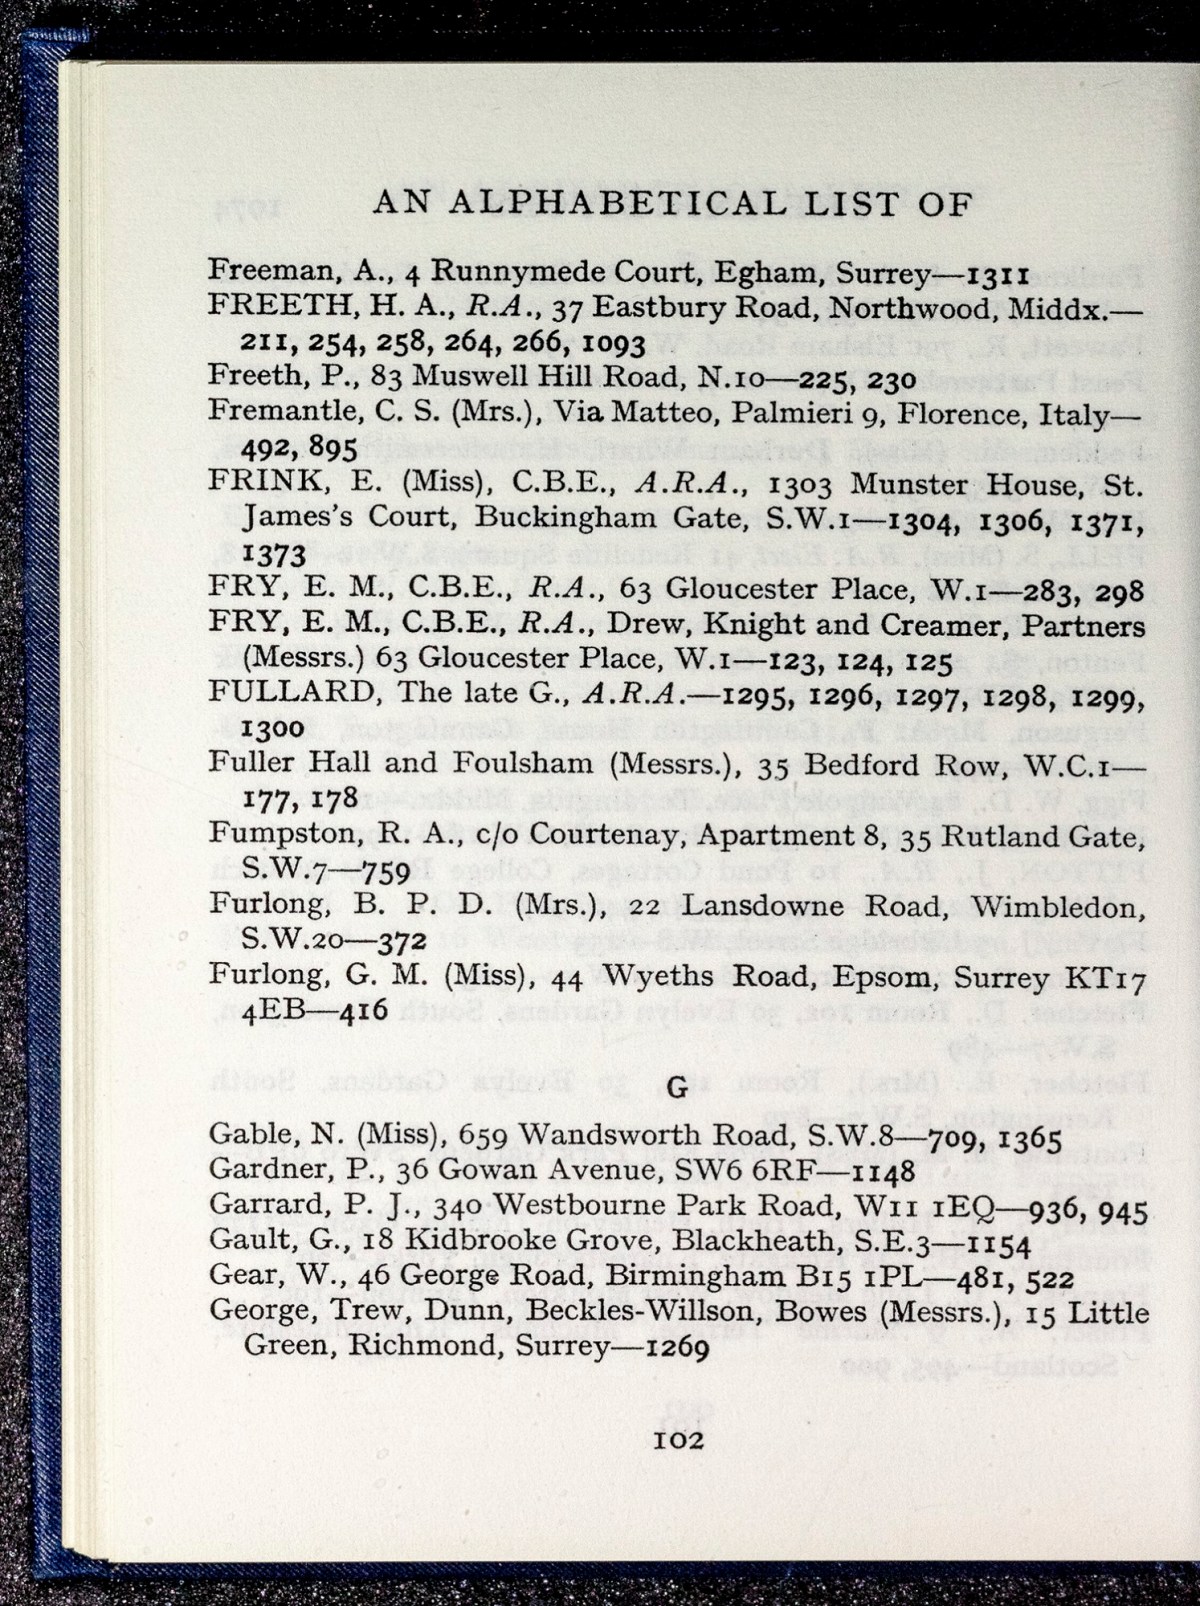 AN ALPHABETICAL LIST OF
Freeman, A., 4 Runnymede Court, Egham, Surrey—1311
FREETH, H. A., R.A., 37 Eastbury Road, Northwood, Middx.—
211, 254, 258, 264, 266, 1093
Freeth, P., 83 Muswell Hill Road, N.10—225, 230
Fremantle, C. S. (Mrs.), Via Matteo, Palmieri 9, Florence, Italy—
492, 895
FRINK, E. (Miss), C.B.E., A.R.A., 1303 Munster House, St.
James's Court, Buckingham Gate, S.W.1—1304, 1306, 1371,
1373
FRY, E. M., C.B.E., R.A., 63 Gloucester Place, W.1—283, 298
FRY, E. M., C.B.E., R.A., Drew, Knight and Creamer, Partners
(Messrs.) 63 Gloucester Place, W.1—123, 124, 125
FULLARD, The late G., A.R.A.—1295, 1296, 1297, 1298, 1299,
1300
Fuller Hall and Foulsham (Messrs.), 35 Bedford Row, W.C.1—
177, 178
Fumpston, R. A., c/o Courtenay, Apartment 8, 35 Rutland Gate,
S.W.7—759
Furlong, B. P. D. (Mrs.), 22 Lansdowne Road, Wimbledon,
S.W.20—372
Furlong, G. M. (Miss), 44 Wyeths Road, Epsom, Surrey KT17
4EB—416
G
Gable, N. (Miss), 659 Wandsworth Road, S.W.8—709, 1365
Gardner, P., 36 Gowan Avenue, SW6 6RF—1148
Garrard, P. J., 340 Westbourne Park Road, W11 1EQ—936, 945
Gault, G., 18 Kidbrooke Grove, Blackheath, S.E.3—1154
Gear, W., 46 George Road, Birmingham B15 1PL—481, 522
George, Trew, Dunn, Beckles-Willson, Bowes (Messrs.), 15 Little
Green, Richmond, Surrey—1269
102